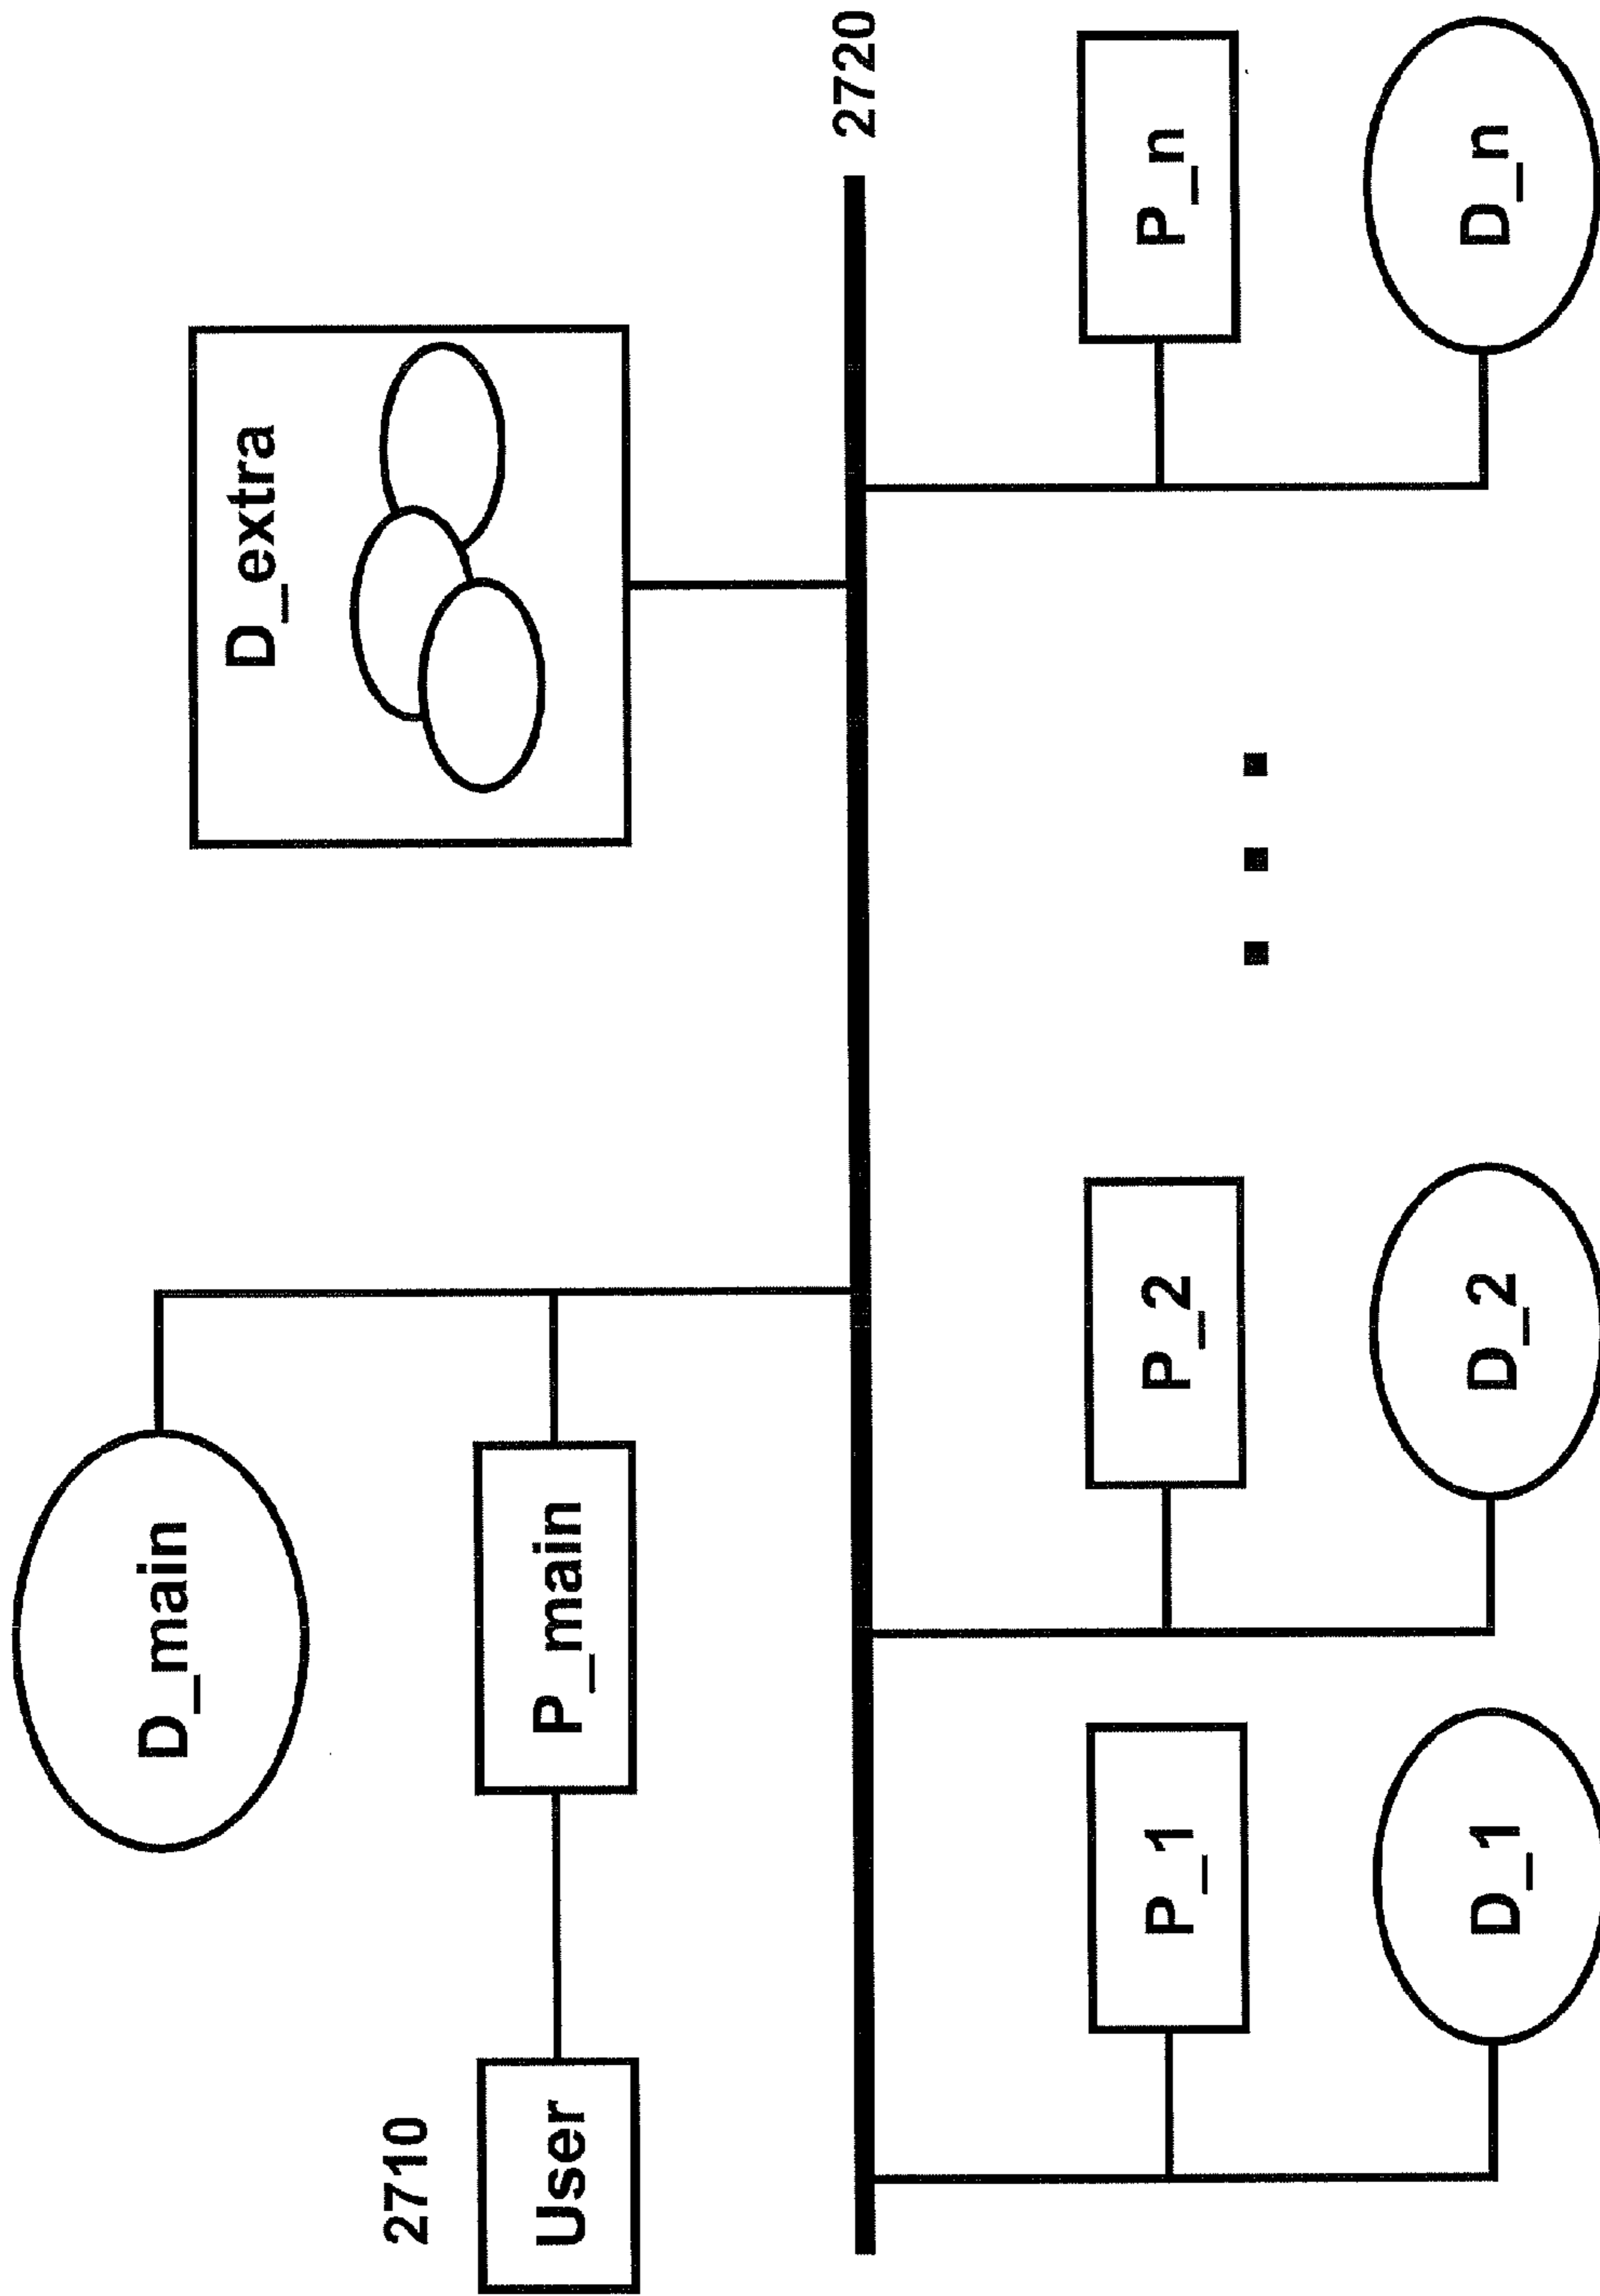 D_main
D_extra
2710
User
P_main
2720
P_1
P_2
P_n
D_1
D_2
D_n